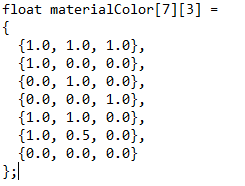 float materialColor[7][3] =
{
  {1.0, 1.0, 1.0},
  {1.0, 0.0, 0.0},
  {0.0, 1.0, 0.0},
  {0.0, 0.0, 1.0},
  {1.0, 1.0, 0.0},
  {1.0, 0.5, 0.0},
  {0.0, 0.0, 0.0}
};